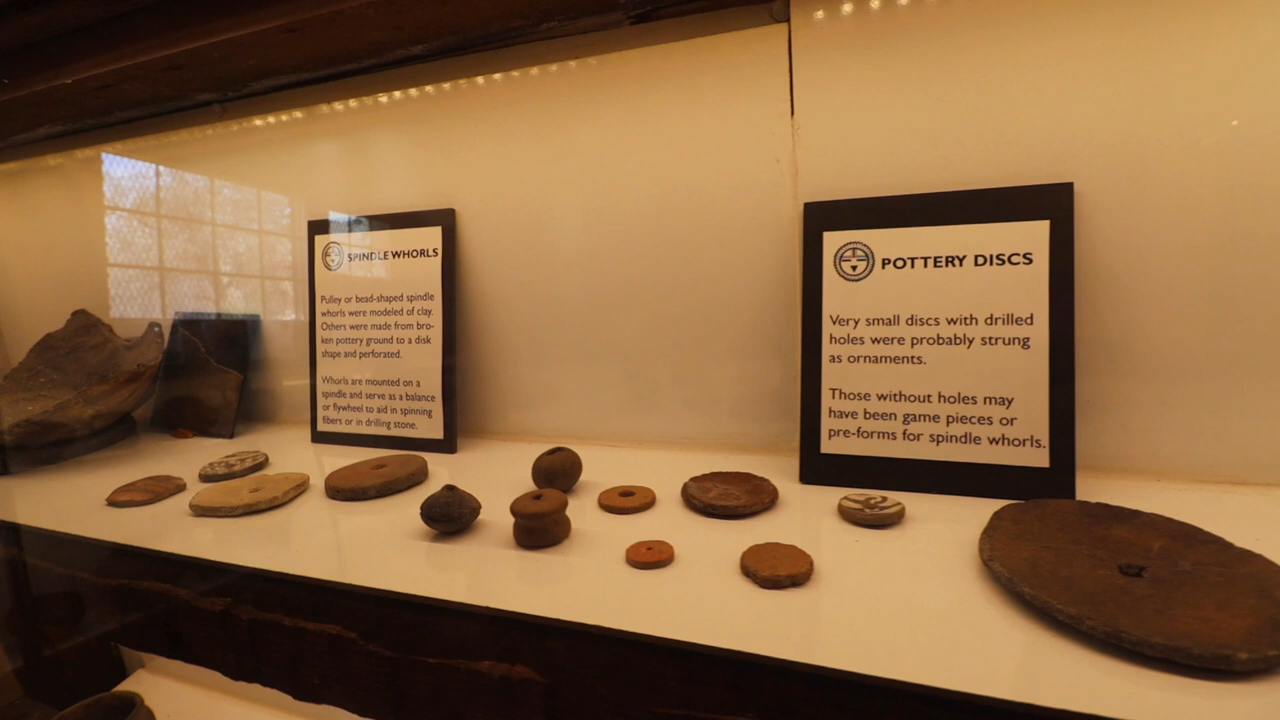 SPINDLE WHORLS
Pulley or bead-shaped spindle
whorls were modeled of clay.
Others were made from bro-
ken pottery ground to a disk
shape and perforated.
Whorls are mounted on a
spindle and serve as a balance
or flywheel to aid in spinning
fibers or in drilling stone.
POTTERY DISCS
Very small discs with drilled
holes were probably strung
as ornaments.
Those without holes may
have been game pieces or
pre-forms for spindle whorls.